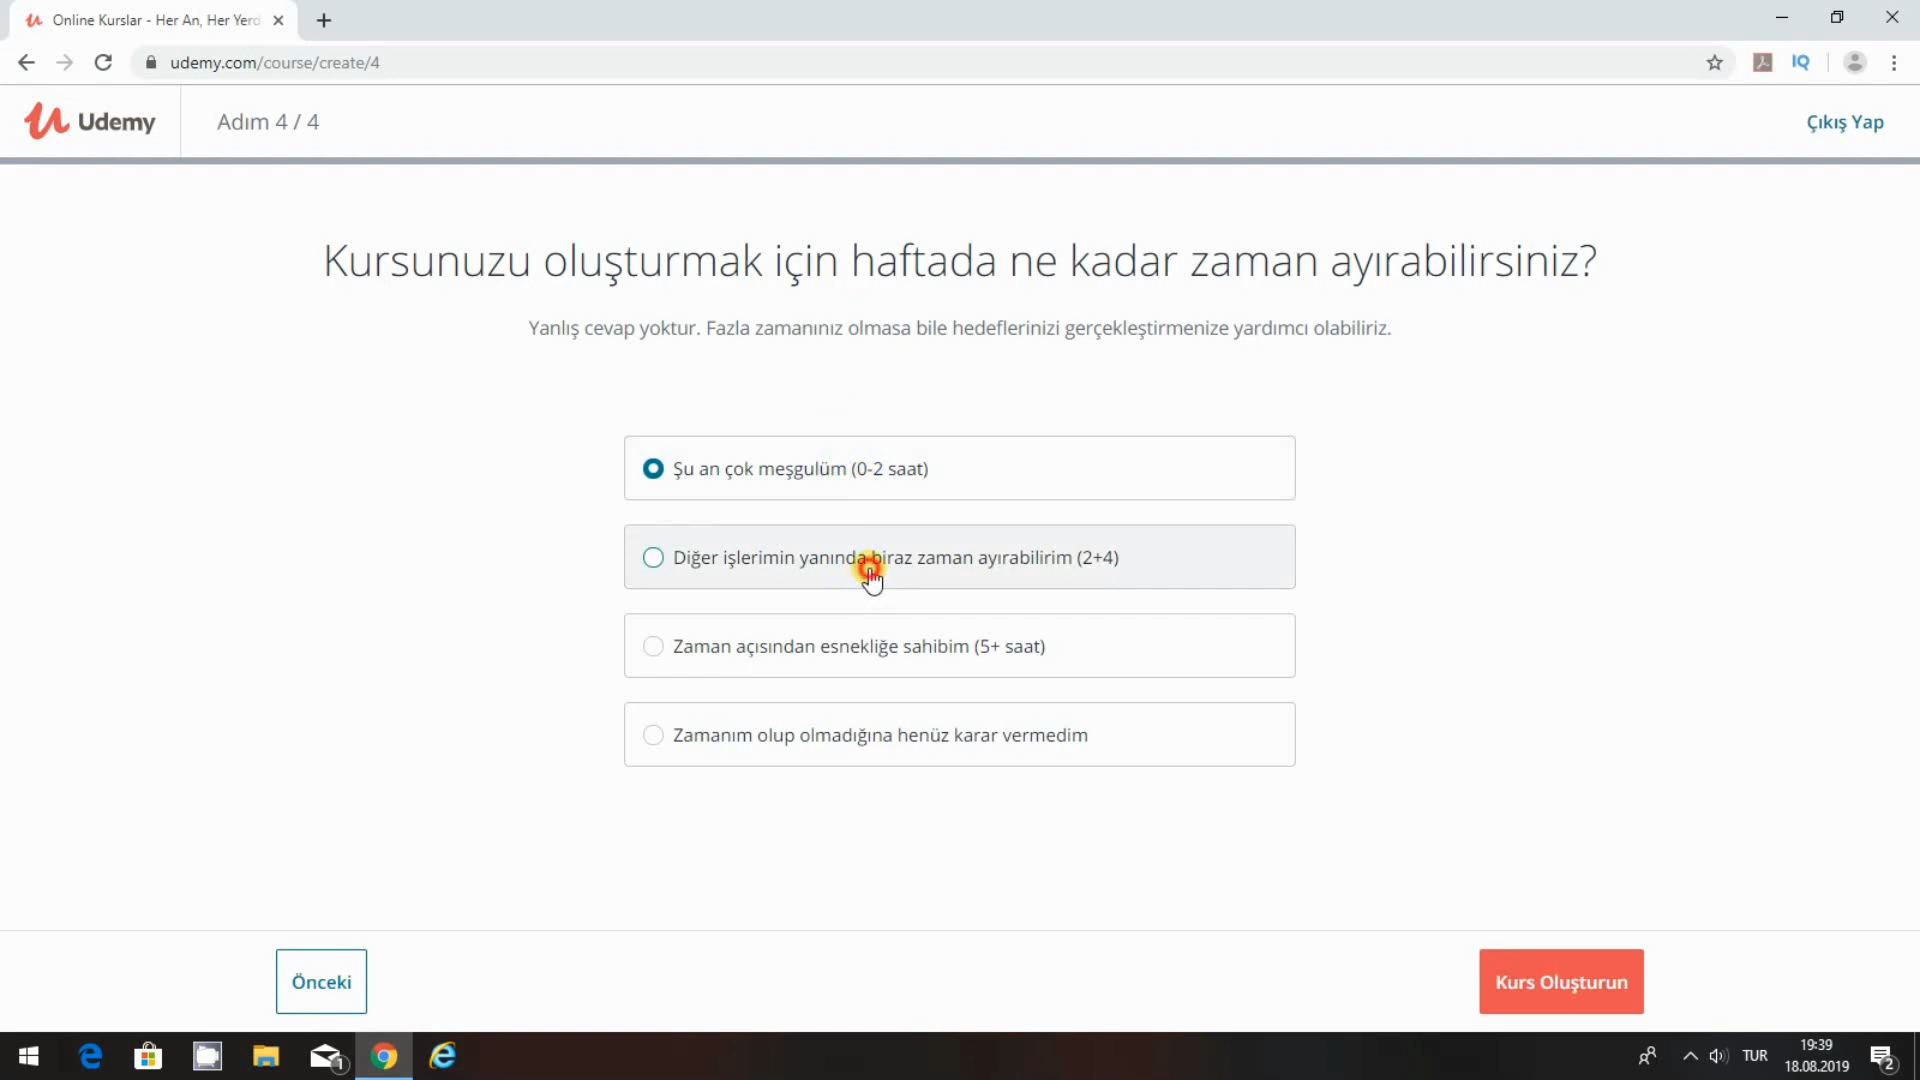 Online Kurslar - Her An, Her Yerd
udemy.com/course/create/4
IQ
Udemy
Adım 4 / 4
Çıkış Yap
Kursunuzu oluşturmak için haftada ne kadar zaman ayırabilirsiniz?
Yanlış cevap yoktur. Fazla zamanınız olmasa bile hedeflerinizi gerçekleştirmenize yardımcı olabiliriz.
Şu an çok meşgulüm (0-2 saat)
Diğer işlerimin yanında biraz zaman ayırabilirim (2+4)
Zaman açısından esnekliğe sahibim (5+ saat)
Zamanım olup olmadığına henüz karar vermedim
Önceki
Kurs Oluşturun
1
TUR
19:39
18.08.2019
2